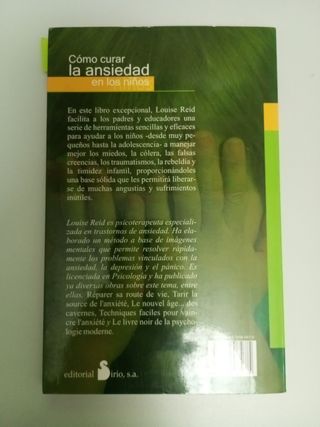 Cómo curar
la ansiedad
en los niños
En este libro excepcional, Louise Reid
facilita a los padres y educadores una
serie de herramientas sencillas y eficaces
para ayudar a los niños -desde muy pe-
queños hasta la adolescencia- a manejar
mejor los miedos, la cólera, las falsas
creencias, los traumatismos, la rebeldía y
la timidez infantil, proporcionándoles
una base sólida que les permitirá liberar-
se de muchas angustias y sufrimientos
inútiles.
Louise Reid es psicoterapeuta especiali-
zada en trastornos de ansiedad. Ha ela-
borado un método a base de imágenes
mentales que permite resolver rápida-
mente los problemas vinculados con la
ansiedad, la depresión y el pánico. Es
licenciada en Psicología y ha publicado
ya diversas obras sobre este tema, entre
ellas, Réparer sa route de vie, Tarir la
source de l'anxiété, Le nouvel âge... des
cavernes, Techniques faciles pour Vain-
cre l'anxiété y Le livre noir de la psycho-
logie moderne.
editorial Sirio, s.a.